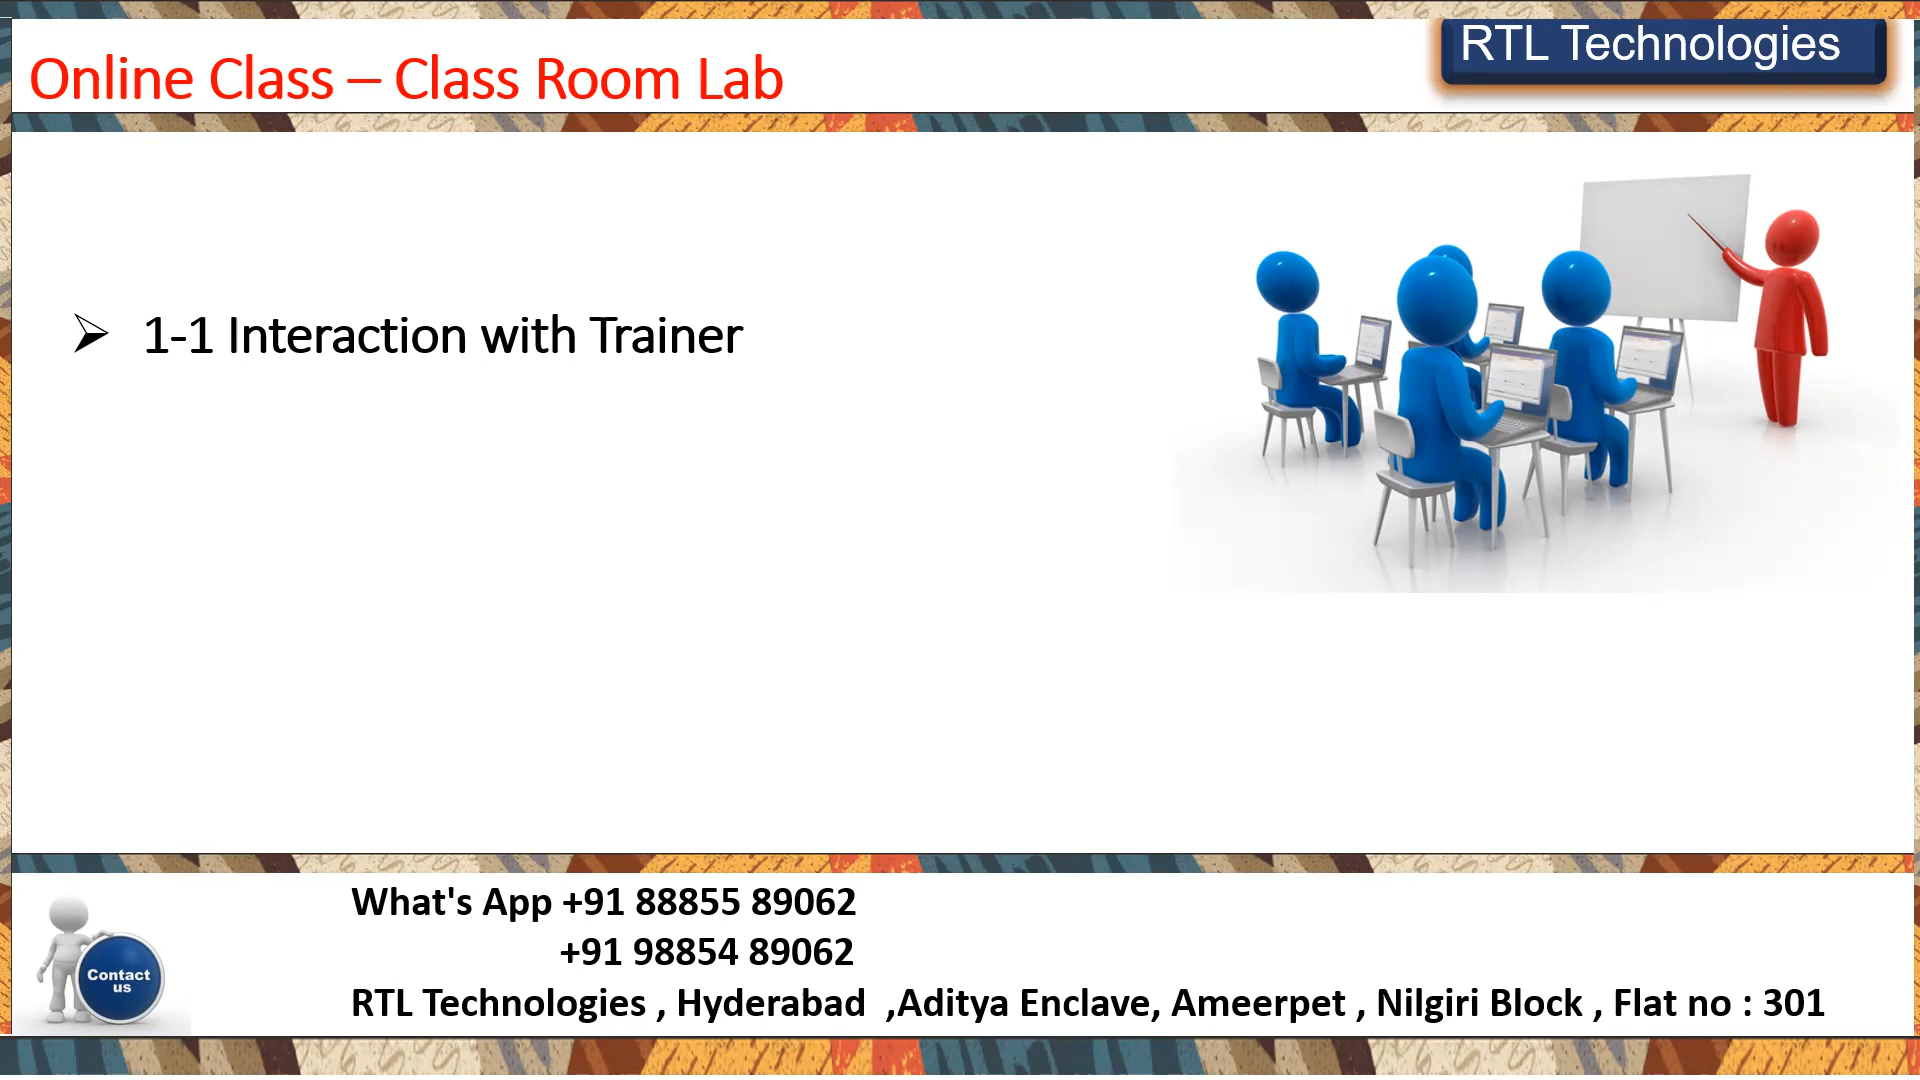 RTL Technologies
Online Class – Class Room Lab
1-1 Interaction with Trainer
What's App +91 88855 89062
+91 98854 89062
Contact
us
RTL Technologies , Hyderabad ,Aditya Enclave, Ameerpet , Nilgiri Block , Flat no : 301